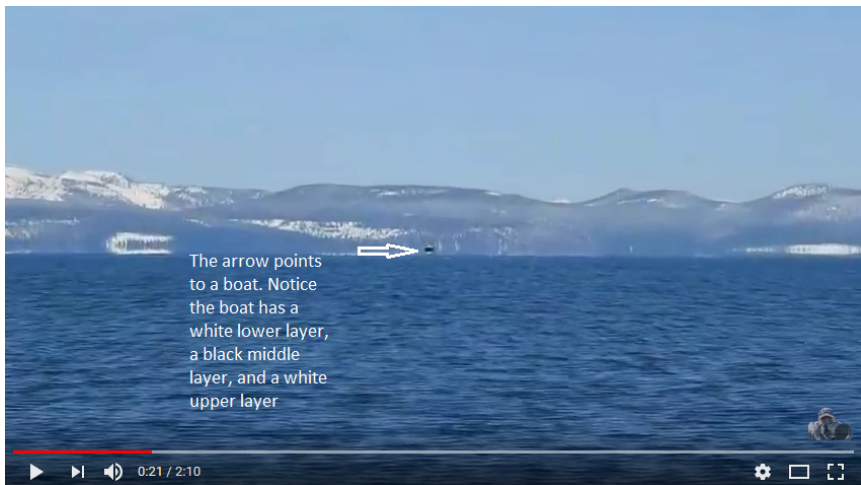 The arrow points
to a boat. Notice
the boat has a
white lower layer,
a black middle
layer, and a white
upper layer
0:21 / 2:10